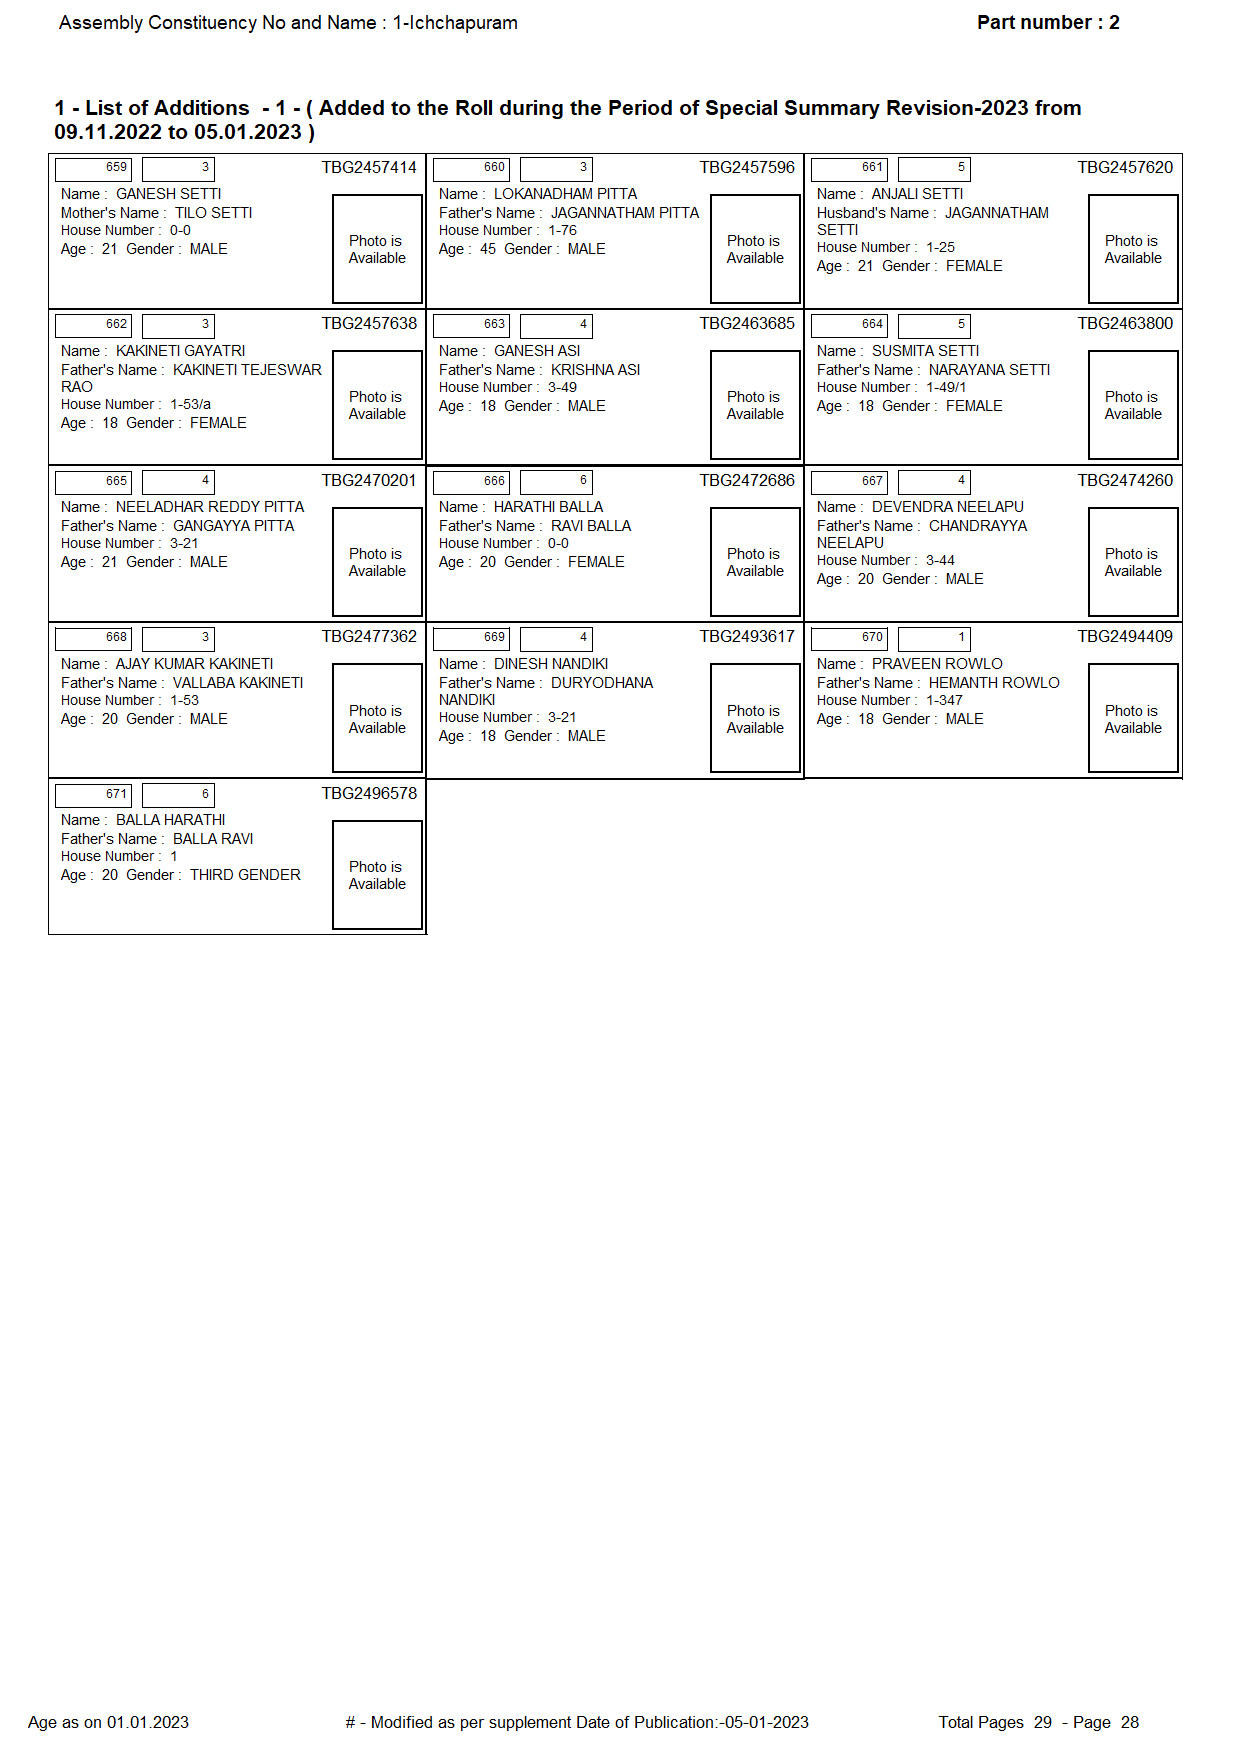 Assembly Constituency No and Name : 1-Ichchapuram Part number : 2
1 - List of Additions - 1 - ( Added to the Roll during the Period of Special Summary Revision-2023 from
09.11.2022 to 05.01.2023 )
659 3 TBG2457414
Name : GANESH SETTI
Mother's Name : TILO SETTI
House Number : 0-0
Age : 21 Gender : MALE
Photo is
Available
660 3 TBG2457596
Name : LOKANADHAM PITTA
Father's Name : JAGANNATHAM PITTA
House Number : 1-76
Age : 45 Gender : MALE
Photo is
Available
661 5 TBG2457620
Name : ANJALI SETTI
Husband's Name : JAGANNATHAM
SETTI
House Number : 1-25
Age : 21 Gender : FEMALE
Photo is
Available
662 3 TBG2457638
Name : KAKINETI GAYATRI
Father's Name : KAKINETI TEJESWAR
RAO
House Number : 1-53/a
Age : 18 Gender : FEMALE
Photo is
Available
663 4 TBG2463685
Name : GANESH ASI
Father's Name : KRISHNA ASI
House Number : 3-49
Age : 18 Gender : MALE
Photo is
Available
664 5 TBG2463800
Name : SUSMITA SETTI
Father's Name : NARAYANA SETTI
House Number : 1-49/1
Age : 18 Gender : FEMALE
Photo is
Available
665 4 TBG2470201
Name : NEELADHAR REDDY PITTA
Father's Name : GANGAYYA PITTA
House Number : 3-21
Age : 21 Gender : MALE
Photo is
Available
666 6 TBG2472686
Name : HARATHI BALLA
Father's Name : RAVI BALLA
House Number : 0-0
Age : 20 Gender : FEMALE
Photo is
Available
667 4 TBG2474260
Name : DEVENDRA NEELAPU
Father's Name : CHANDRAYYA
NEELAPU
House Number : 3-44
Age : 20 Gender : MALE
Photo is
Available
668 3 TBG2477362
Name : AJAY KUMAR KAKINETI
Father's Name : VALLABA KAKINETI
House Number : 1-53
Age : 20 Gender : MALE
Photo is
Available
669 4 TBG2493617
Name : DINESH NANDIKI
Father's Name : DURYODHANA
NANDIKI
House Number : 3-21
Age : 18 Gender : MALE
Photo is
Available
670 1 TBG2494409
Name : PRAVEEN ROWLO
Father's Name : HEMANTH ROWLO
House Number : 1-347
Age : 18 Gender : MALE
Photo is
Available
671 6 TBG2496578
Name : BALLA HARATHI
Father's Name : BALLA RAVI
House Number : 1
Age : 20 Gender : THIRD GENDER
Photo is
Available
Age as on 01.01.2023 # - Modified as per supplement Date of Publication:-05-01-2023 Total Pages 29 - Page 28